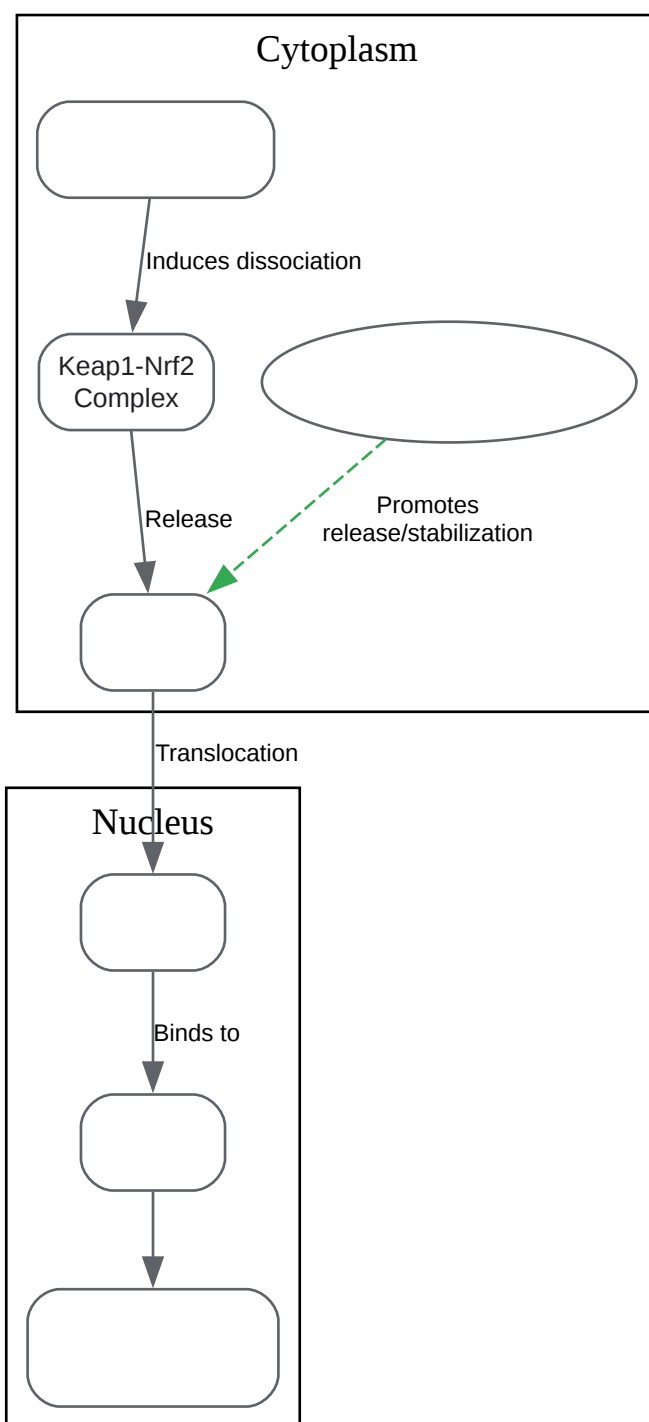 Cytoplasm
Induces dissociation
Keap1-Nrf2
Complex
Release
Promotes
release/stabilization
Translocation
Nucleus
Binds to